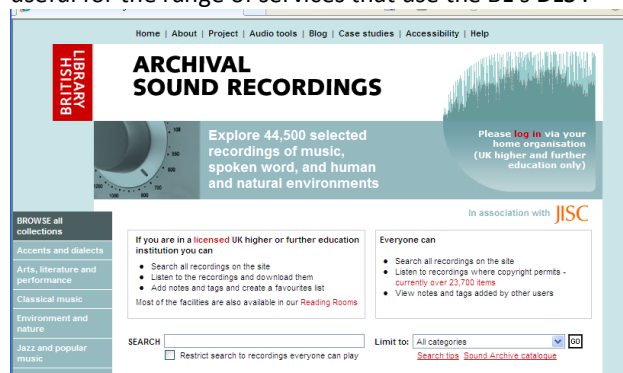 useful for the range of services that use the BL's DLS.
Home | About | Project | Audio tools | Blog | Case studies | Accessibility | Help
BRITISH
LIBRARY
ARCHIVAL
SOUND RECORDINGS
Explore 44,500 selected
recordings of music,
spoken word, and human
and natural environments
Please log in via your
home organisation
(UK higher and further
education only)
In association with JISC
BROWSE all
collections
Accents and dialects
Arts, literature and
performance
Classical music
Environment and
nature
Jazz and popular
music
If you are in a licensed UK higher or further education
institution you can
Search all recordings on the site
Listen to the recordings and download them
Add notes and tags and create a favourites list
Most of the facilities are also available in our Reading Rooms
Everyone can
Search all recordings on the site
Listen to recordings where copyright permits -
currently over 23,700 items
View notes and tags added by other users
SEARCH
Limit to: All categories GO
Restrict search to recordings everyone can play
Search tips Sound Archive catalogue